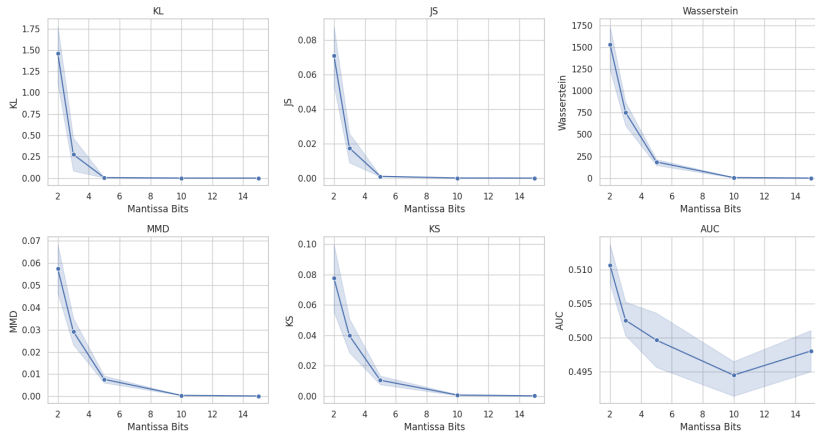 KL
KL
1.75
1.50
1.25
1.00
0.75
0.50
0.25
0.00
2 4 6 8 10 12 14
Mantissa Bits
JS
JS
0.08
0.06
0.04
0.02
0.00
2 4 6 8 10 12 14
Mantissa Bits
Wasserstein
Wasserstein
1750
1500
1250
1000
750
500
250
0
2 4 6 8 10 12 14
Mantissa Bits
MMD
MMD
0.07
0.06
0.05
0.04
0.03
0.02
0.01
0.00
2 4 6 8 10 12 14
Mantissa Bits
KS
KS
0.10
0.08
0.06
0.04
0.02
0.00
2 4 6 8 10 12 14
Mantissa Bits
AUC
AUC
0.510
0.505
0.500
0.495
2 4 6 8 10 12 14
Mantissa Bits